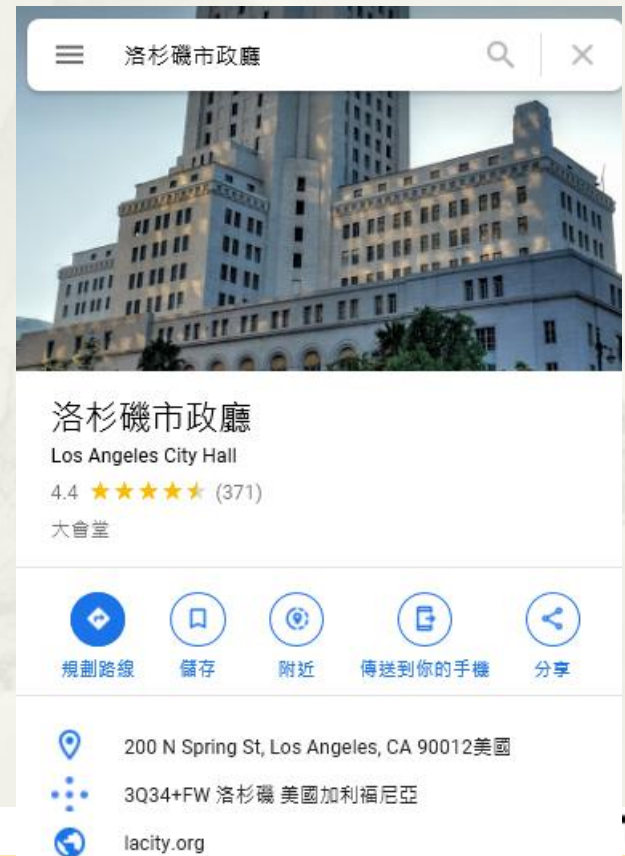 洛杉磯市政廳
洛杉磯市政廳
Los Angeles City Hall
4.4 (371)
大會堂
規劃路線 儲存 附近 傳送到你的手機 分享
200 N Spring St, Los Angeles, CA 90012美國
3Q34+FW 洛杉磯 美國加利福尼亞
lacity.org